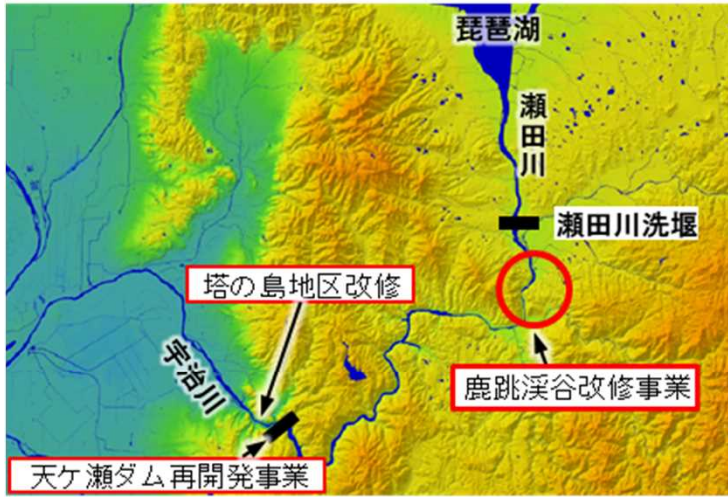 琵琶湖
瀬田川
瀬田川洗堰
塔の島地区改修
宇治川
鹿跳渓谷改修事業
天ケ瀬ダム再開発事業